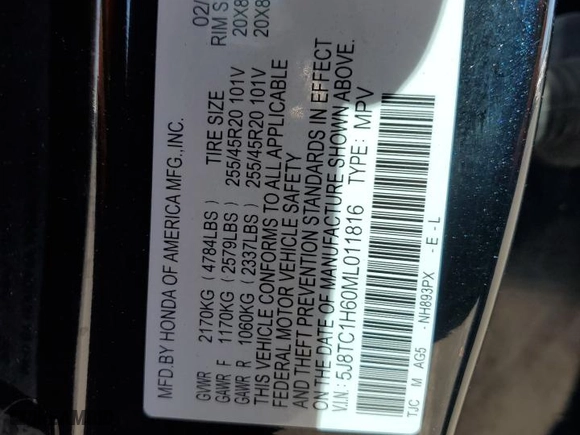 MFD.BY HONDA OF AMERICA MFG.,INC. 02/
TIRE SIZE RIM S
GVWR 2170KG (4784LBS)
GAWR F 1170KG (2579LBS) 255/45R20 101V 20X8
GAWR R 1060KG (2337LBS) 255/45R20 101V 20X8
THIS VEHICLE CONFORMS TO ALL APPLICABLE
FEDERAL MOTOR VEHICLE SAFETY
AND THEFT PREVENTION STANDARDS IN EFFECT
ON THE DATE OF MANUFACTURE SHOWN ABOVE.
V.I.N.: 5J8TC1H60ML011816 TYPE: MPV
TJC M AG5 -NH893PX -E-L